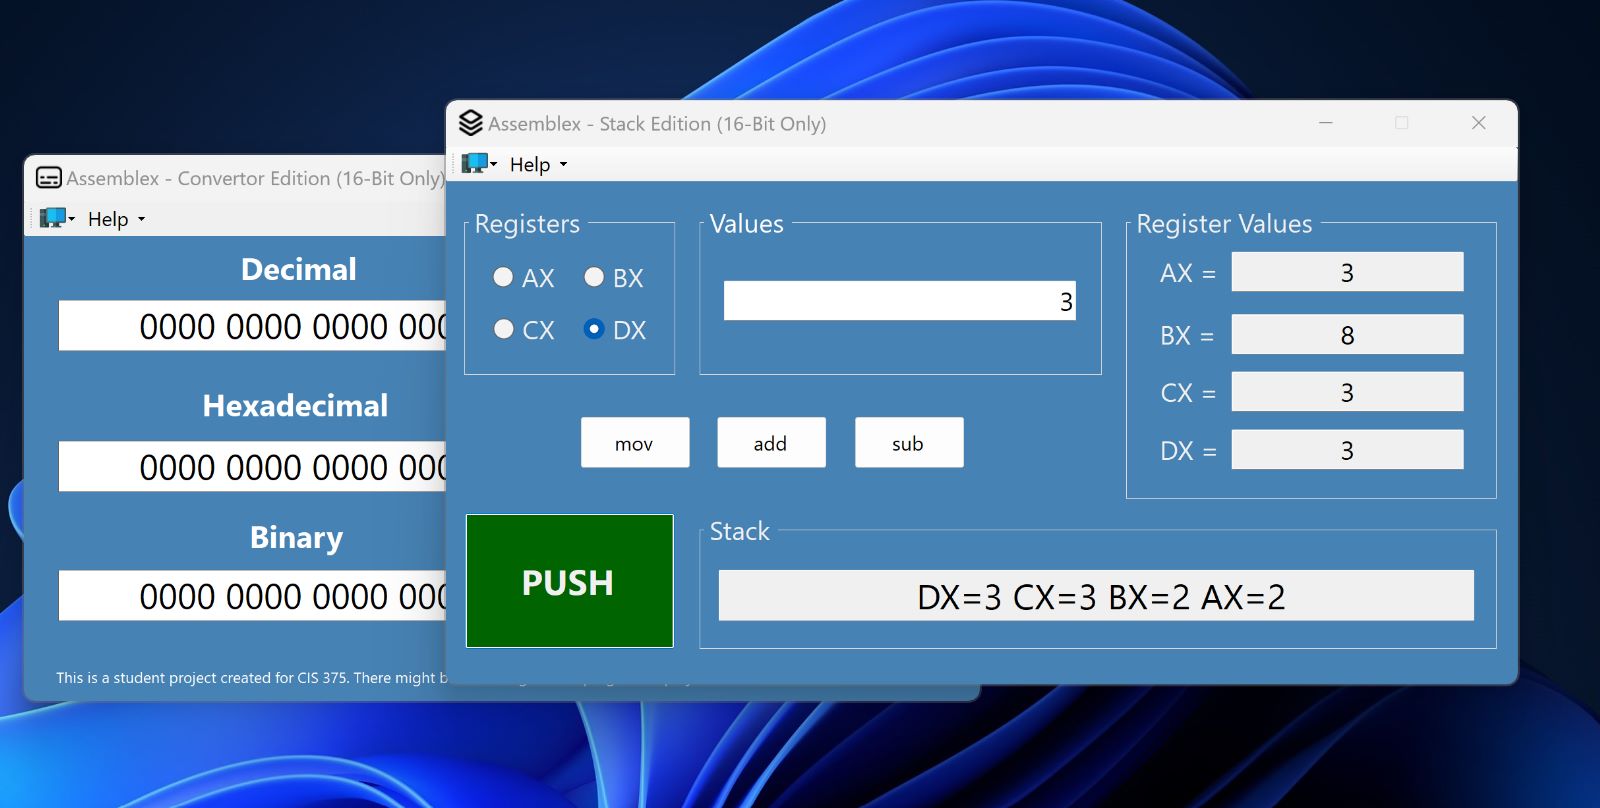 Assemblex - Stack Edition (16-Bit Only)
Help
Registers
AX
BX
CX
DX
Values
3
Register Values
AX =
3
BX =
8
CX =
3
DX =
3
mov
add
sub
PUSH
Stack
DX=3 CX=3 BX=2 AX=2
Assemblex - Convertor Edition (16-Bit Only)
Help
Decimal
0000 0000 0000 000
Hexadecimal
0000 0000 0000 000
Binary
0000 0000 0000 000
This is a student project created for CIS 375. There might